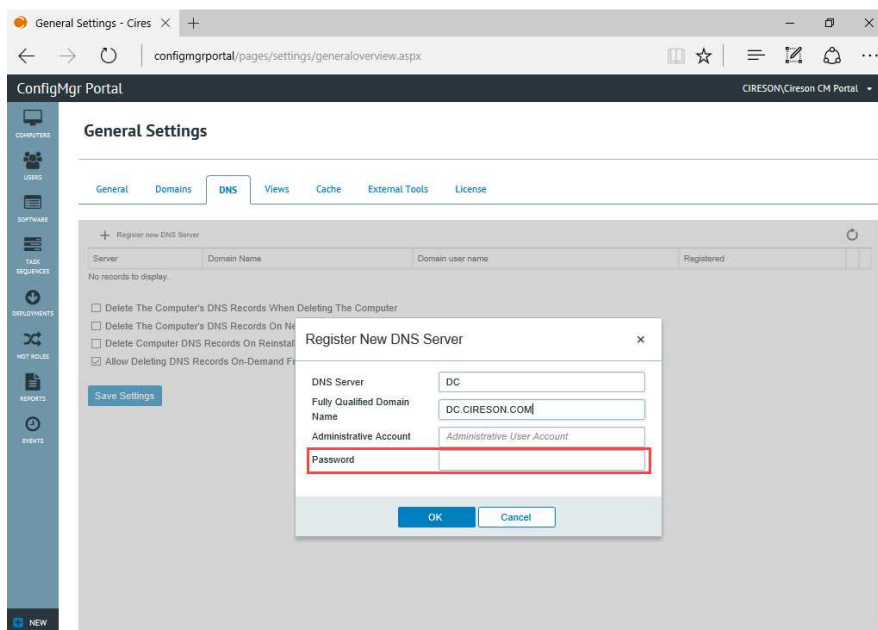 General Settings - Cires
configmgrportal/pages/settings/generaloverview.aspx
ConfigMgr Portal
CIRESON\Cireson CM Portal
COMPUTERS
USERS
SOFTWARE
TASK
SEQUENCES
DEPLOYMENTS
MDT ROLES
REPORTS
EVENTS
NEW
General Settings
General Domains DNS Views Cache External Tools License
Register new DNS Server
Server Domain Name Domain user name Registered
No records to display.
Delete The Computer's DNS Records When Deleting The Computer
Delete The Computer's DNS Records On Ne
Delete Computer DNS Records On Reinstal
Allow Deleting DNS Records On-Demand Fr
Save Settings
Register New DNS Server
DNS Server DC
Fully Qualified Domain
Name DC.CIRESON.COM
Administrative Account Administrative User Account
Password
OK Cancel